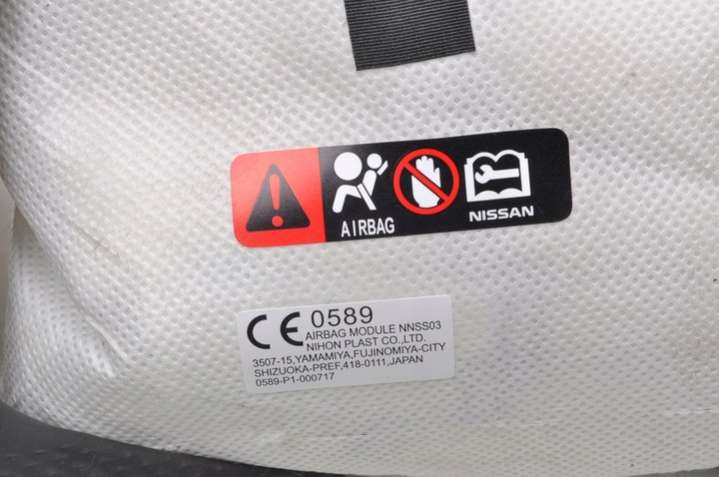 AIRBAG
NISSAN
CE 0589
AIRBAG MODULE NNSS03
NIHON PLAST CO.,LTD.
3507-15,YAMAMIYA,FUJINOMIYA-CITY
SHIZUOKA-PREF,418-0111,JAPAN
0589-P1-000717